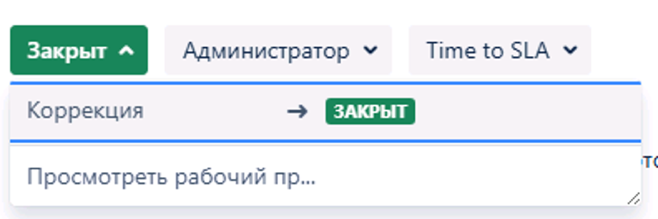 Закрыт Администратор Time to SLA
Коррекция → ЗАКРЫТ
Просмотреть рабочий пр...